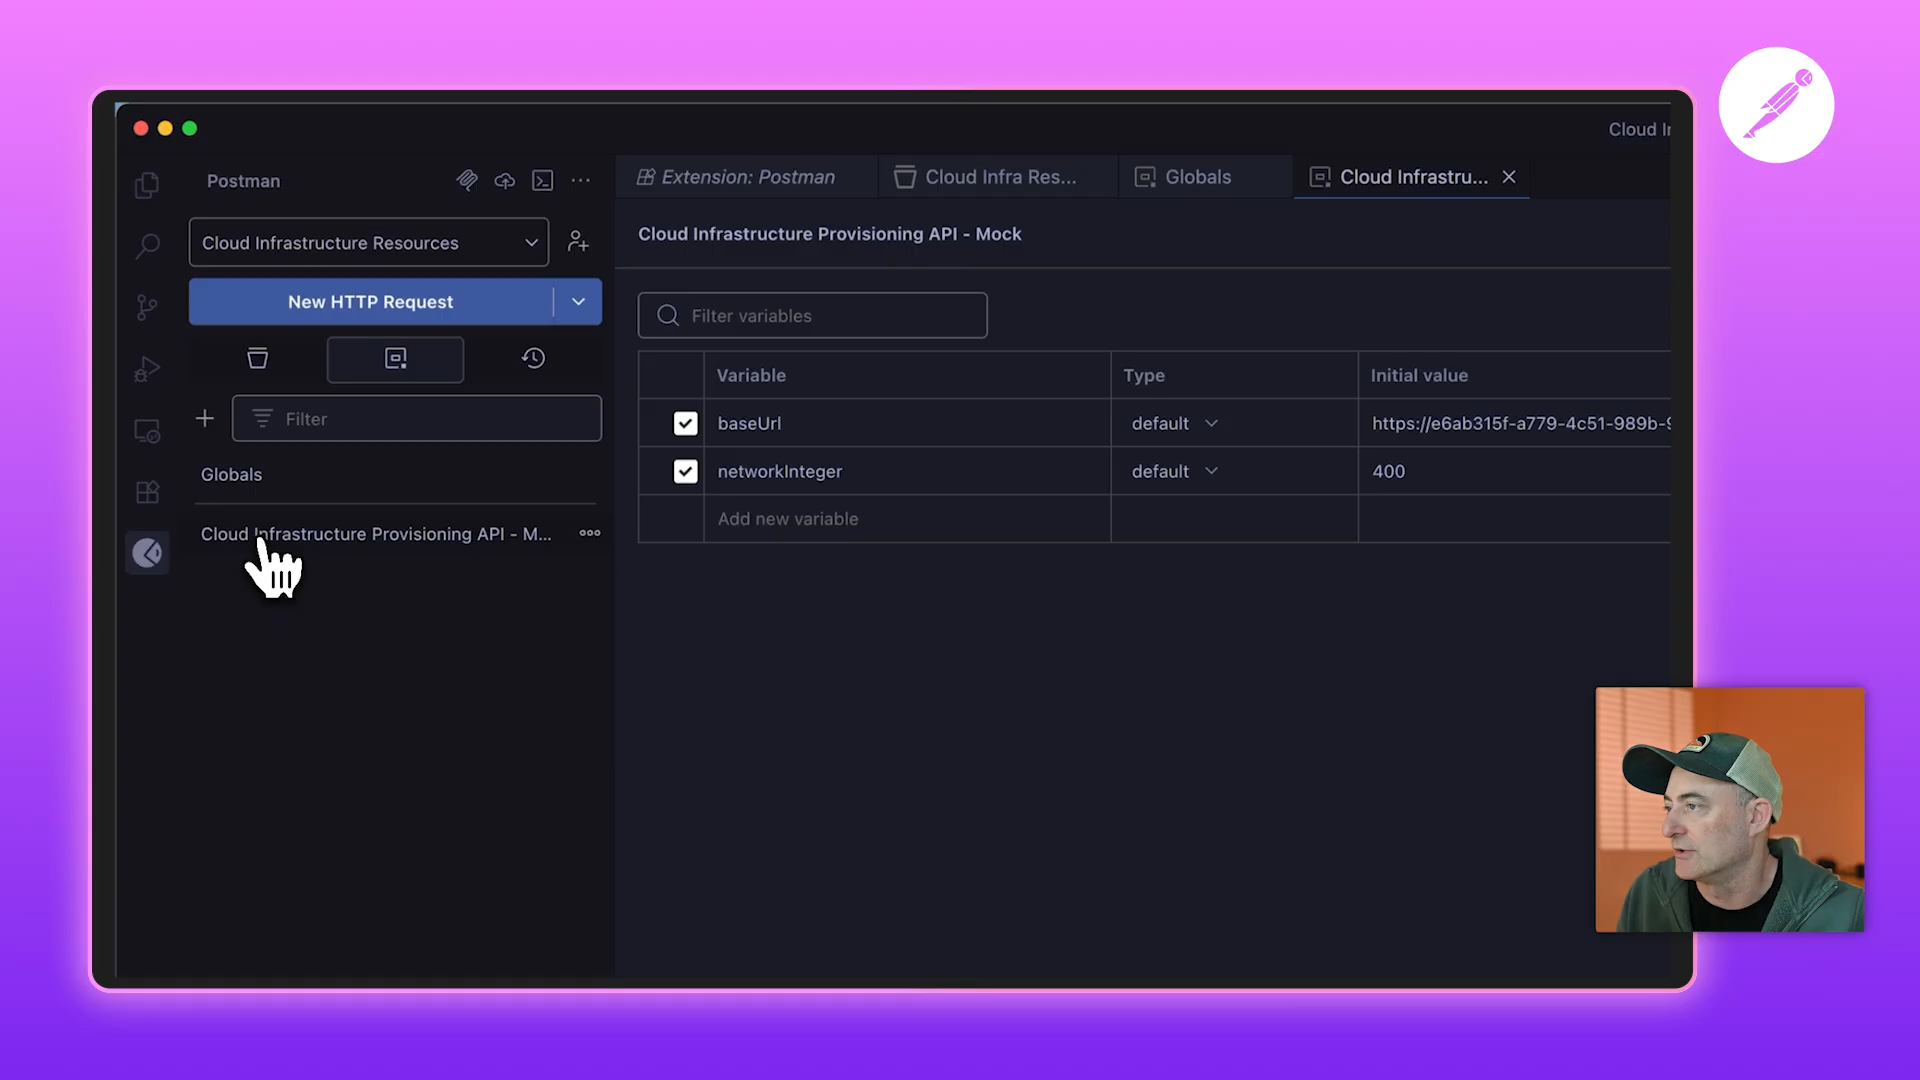 Cloud In
Postman
Cloud Infrastructure Resources
New HTTP Request
Filter
Globals
Cloud Infrastructure Provisioning API - M...
Extension: Postman
Cloud Infra Res...
Globals
Cloud Infrastru...
Cloud Infrastructure Provisioning API - Mock
Filter variables
Variable
Type
Initial value
baseUrl
default
https://e6ab315f-a779-4c51-989b-9
networkInteger
default
400
Add new variable